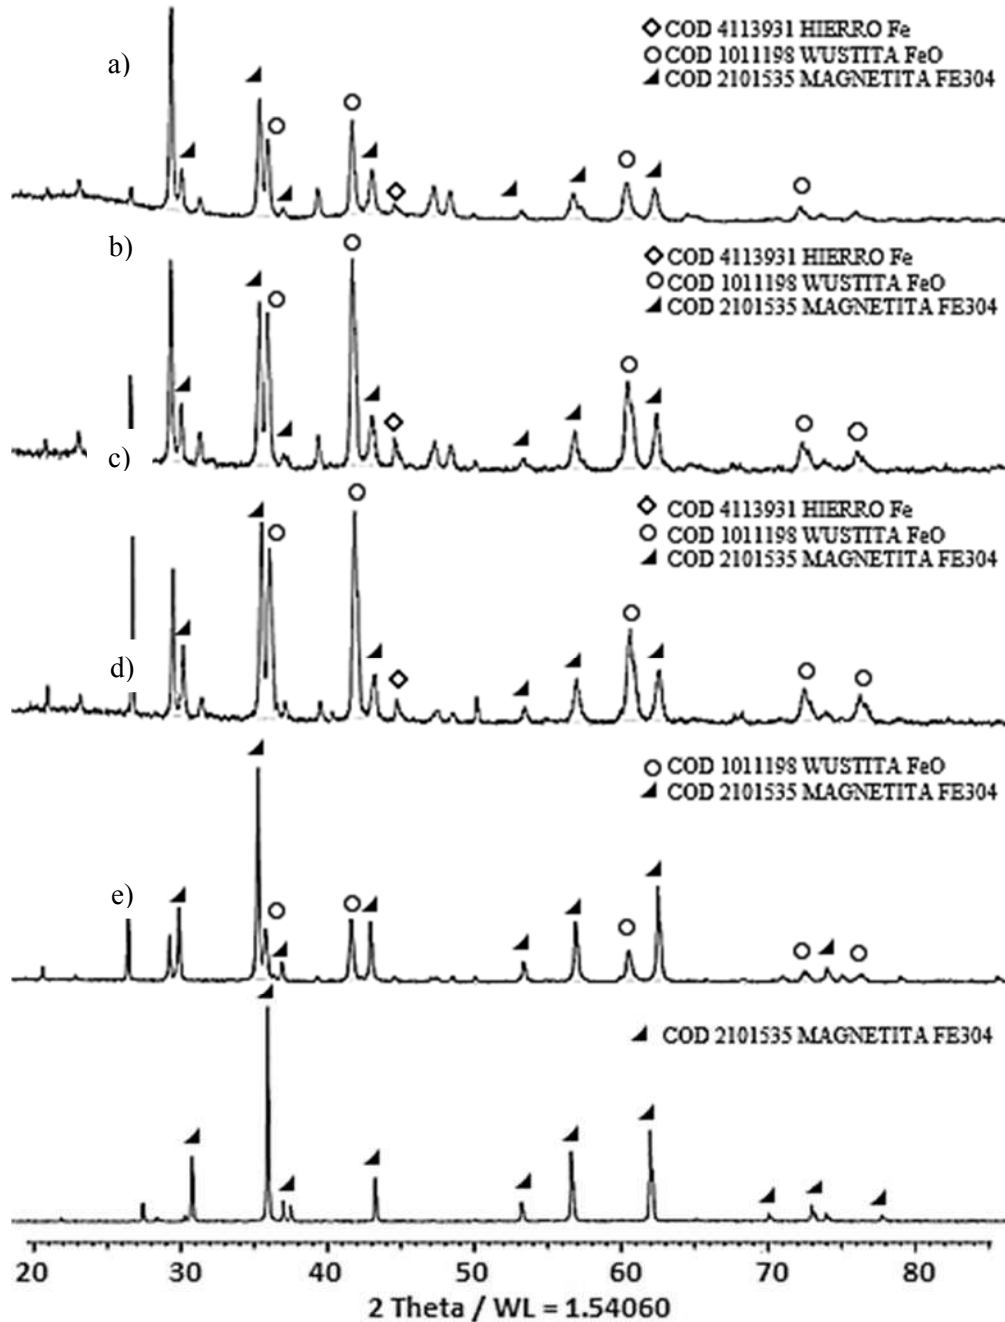 a)
COD 4113931 HIERRO Fe
COD 1011198 WUSTITA FeO
COD 2101535 MAGNETITA FE304
b)
COD 4113931 HIERRO Fe
COD 1011198 WUSTITA FeO
COD 2101535 MAGNETITA FE304
c)
COD 4113931 HIERRO Fe
COD 1011198 WUSTITA FeO
COD 2101535 MAGNETITA FE304
d)
COD 1011198 WUSTITA FeO
COD 2101535 MAGNETITA FE304
e)
COD 2101535 MAGNETITA FE304
20 30 40 50 60 70 80
2 Theta / WL = 1.54060